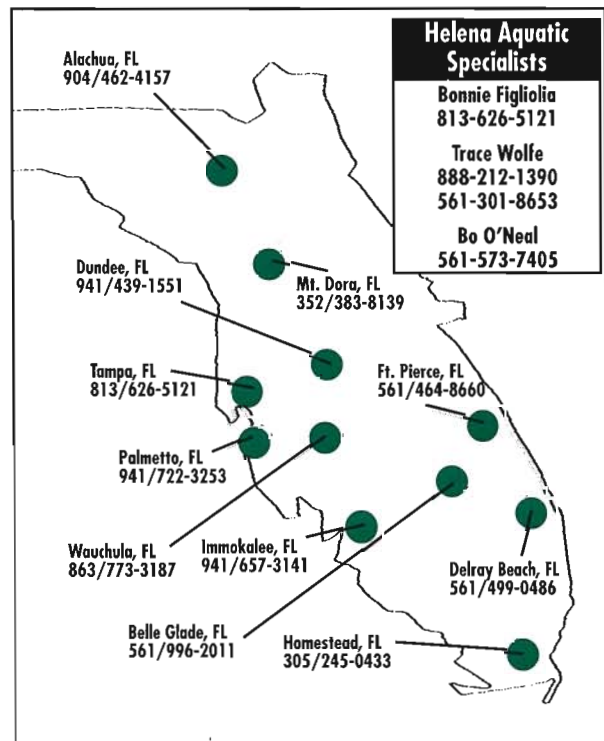 Alachua, FL
904/462-4157
Helena Aquatic
Specialists
Bonnie Figliolia
813-626-5121
Trace Wolfe
888-212-1390
561-301-8653
Bo O'Neal
561-573-7405
Dundee, FL
941/439-1551
Mt. Dora, FL
352/383-8139
Tampa, FL
813/626-5121
Ft. Pierce, FL
561/464-8660
Palmetto, FL
941/722-3253
Wauchula, FL
863/773-3187
Immokalee, FL
941/657-3141
Delray Beach, FL
561/499-0486
Belle Glade, FL
561/996-2011
Homestead, FL
305/245-0433